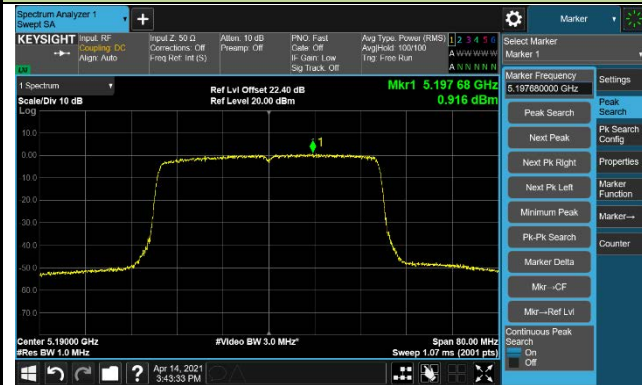 Spectrum Analyzer 1
Swept SA
+
Marker
KEYSIGHT
Input: RF
Coupling: DC
Align: Auto
Input Z: 50 Ω
Corrections: Off
Freq Ref: Int (S)
Atten: 10 dB
Preamp: Off
PNO: Fast
Gate: Off
IF Gain: Low
Sig Track: Off
Avg Type: Power (RMS)
Avg|Hold: 100/100
Trig: Free Run
1 2 3 4 5 6
A W W W W W
A N N N N N
Select Marker
Marker 1
1 Spectrum
Scale/Div 10 dB
Log
Ref Lvl Offset 22.40 dB
Ref Level 20.00 dBm
Mkr1 5.197 68 GHz
0.916 dBm
10.0
0.00
10.0
20.0
30.0
40.0
-50.0
60.0
70.0
1
Center 5.19000 GHz
#Res BW 1.0 MHz
#Video BW 3.0 MHz*
Span 80.00 MHz
Sweep 1.07 ms (2001 pts)
Marker Frequency
5.197680000 GHz
Peak Search
Next Peak
Next Pk Right
Next Pk Left
Minimum Peak
Pk-Pk Search
Marker Delta
Mkr→CF
Mkr→Ref Lvl
Continuous Peak
Search
On
Off
Settings
Peak
Search
Pk Search
Config
Properties
Marker
Function
Marker→
Counter
?
Apr 14, 2021
3:43:33 PM